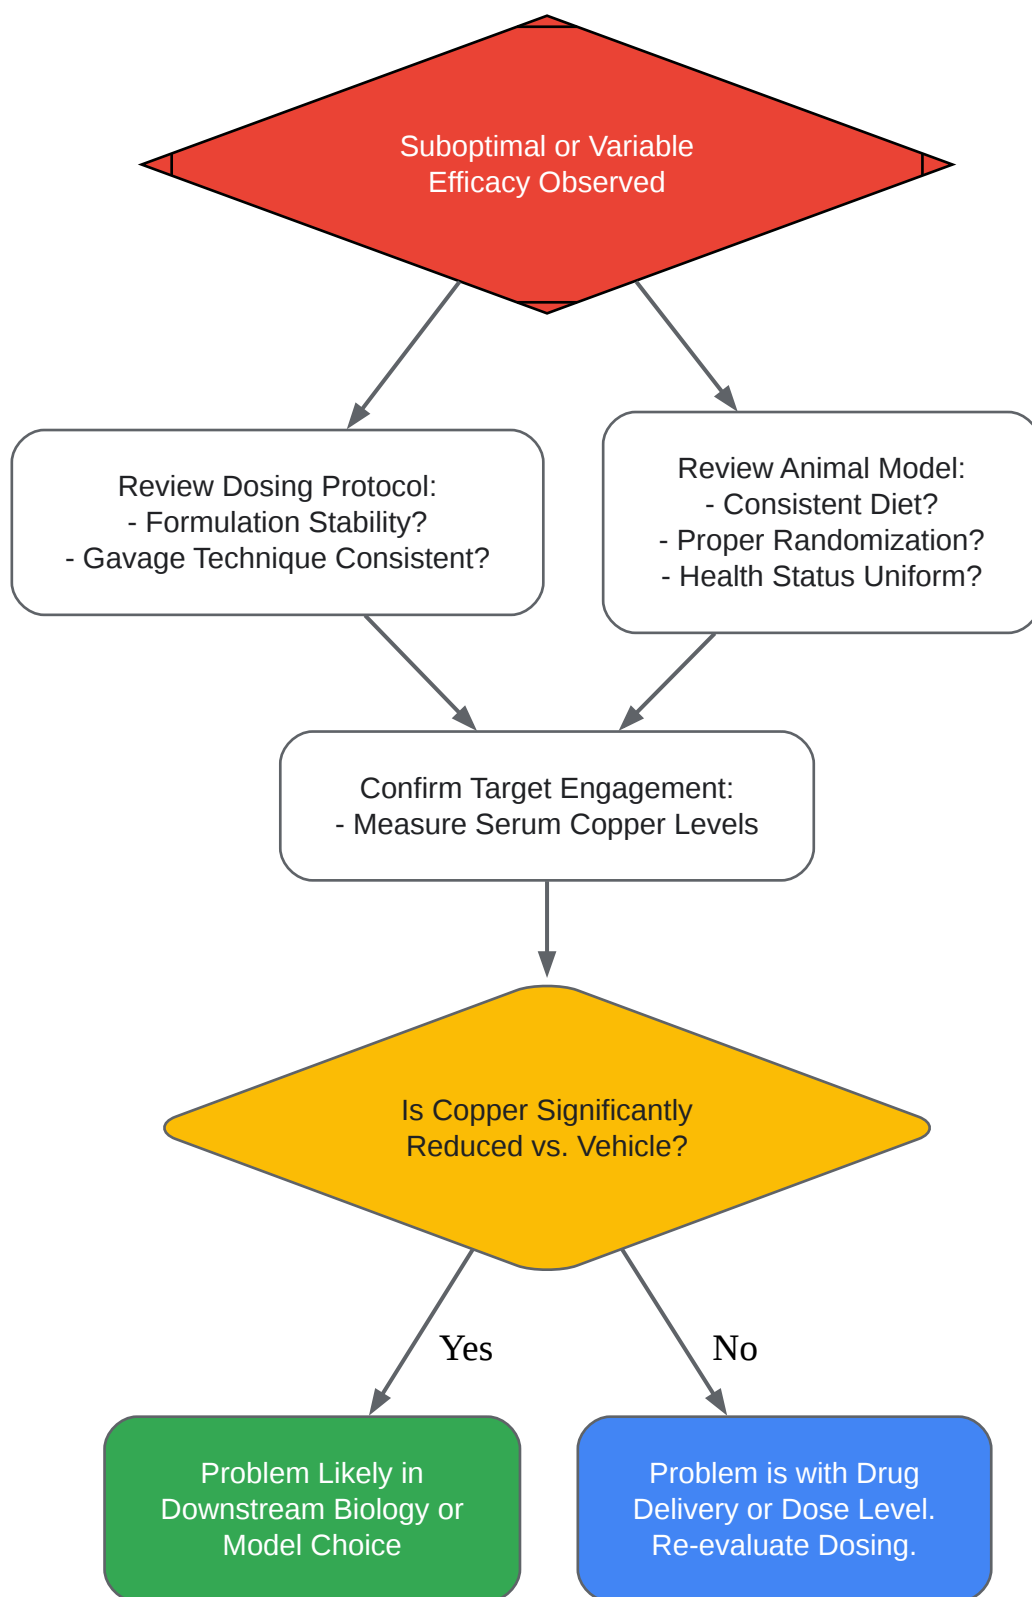 Suboptimal or Variable
Efficacy Observed
Review Dosing Protocol:
- Formulation Stability?
- Gavage Technique Consistent?
Review Animal Model:
- Consistent Diet?
- Proper Randomization?
- Health Status Uniform?
Confirm Target Engagement:
- Measure Serum Copper Levels
Is Copper Significantly
Reduced vs. Vehicle?
Yes
No
Problem Likely in
Downstream Biology or
Model Choice
Problem is with Drug
Delivery or Dose Level.
Re-evaluate Dosing.